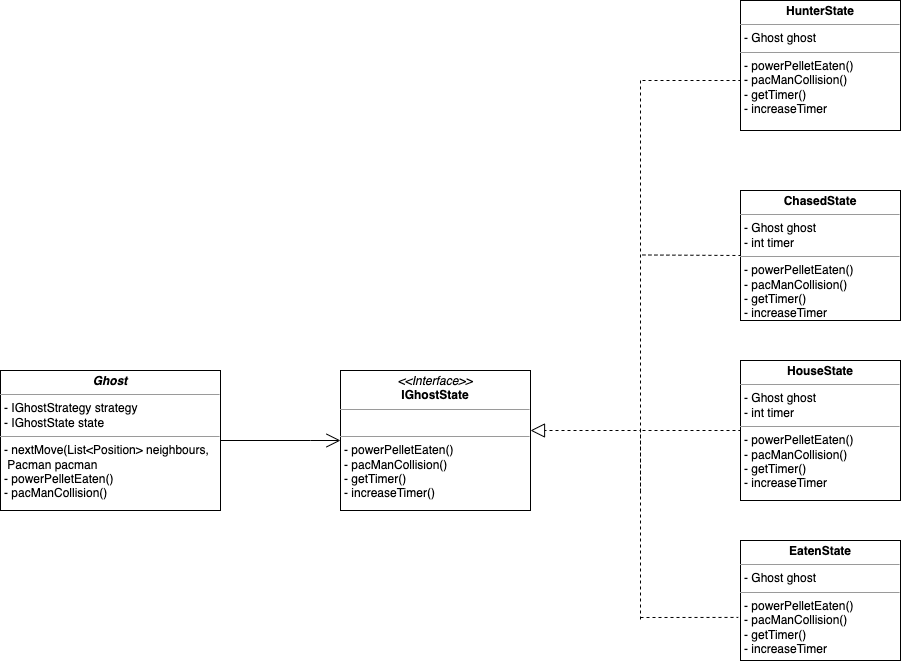 HunterState
- Ghost ghost
- powerPelletEaten()
- pacManCollision()
- getTimer()
- increaseTimer
ChasedState
- Ghost ghost
- int timer
- powerPelletEaten()
- pacManCollision()
- getTimer()
- increaseTimer
Ghost
- IGhostStrategy strategy
- IGhostState state
- nextMove(List<Position> neighbours,
Pacman pacman
- powerPelletEaten()
- pacManCollision()
<<Interface>>
IGhostState
- powerPelletEaten()
- pacManCollision()
- getTimer()
- increaseTimer()
HouseState
- Ghost ghost
- int timer
- powerPelletEaten()
- pacManCollision()
- getTimer()
- increaseTimer
EatenState
- Ghost ghost
- powerPelletEaten()
- pacManCollision()
- getTimer()
- increaseTimer